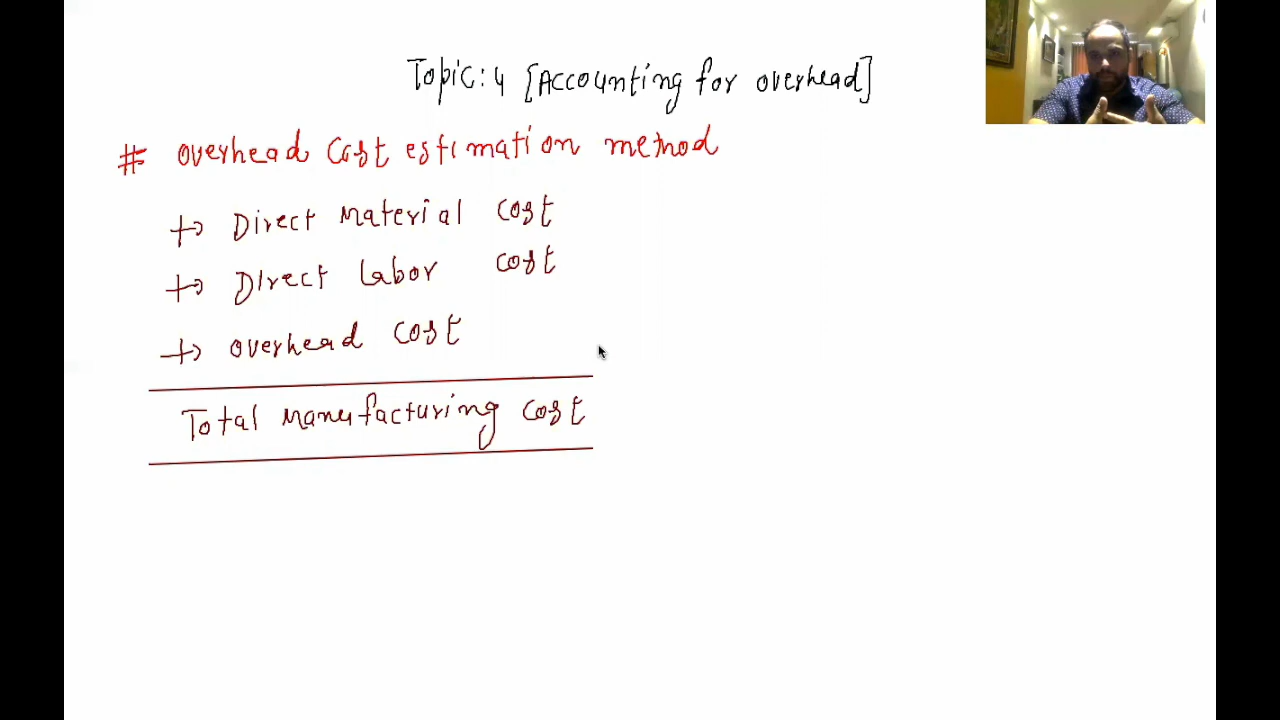 Topic: 4 [Accounting for overhead]
# overhead cost estimation method
→ Direct Material cost
→ Direct Labor cost
→ overhead cost
Total Manufacturing cost